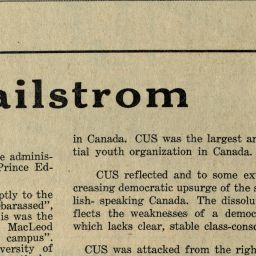 ailstrom
e adminis-
Prince Ed-
ptly to the
ebarassed",
is was the
MacLeod
campus".
versity of
in Canada. CUS was the largest an
tial youth organization in Canada.
CUS reflected and to some ex
creasing democratic upsurge of the s
lish- speaking Canada. The dissolu
flects the weaknesses of a democ
which lacks clear, stable class-consc
CUS was attacked from the righ